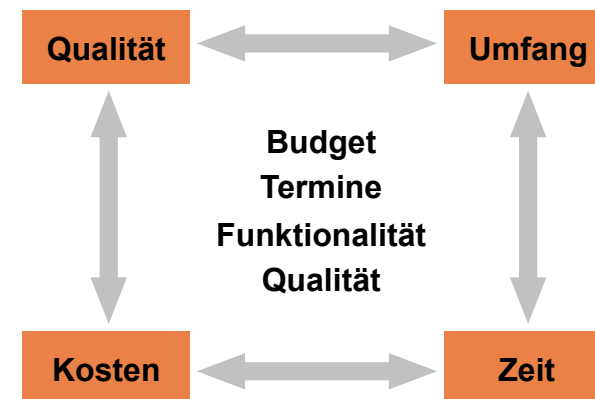 Qualität
Umfang
Budget
Termine
Funktionalität
Qualität
Kosten
Zeit